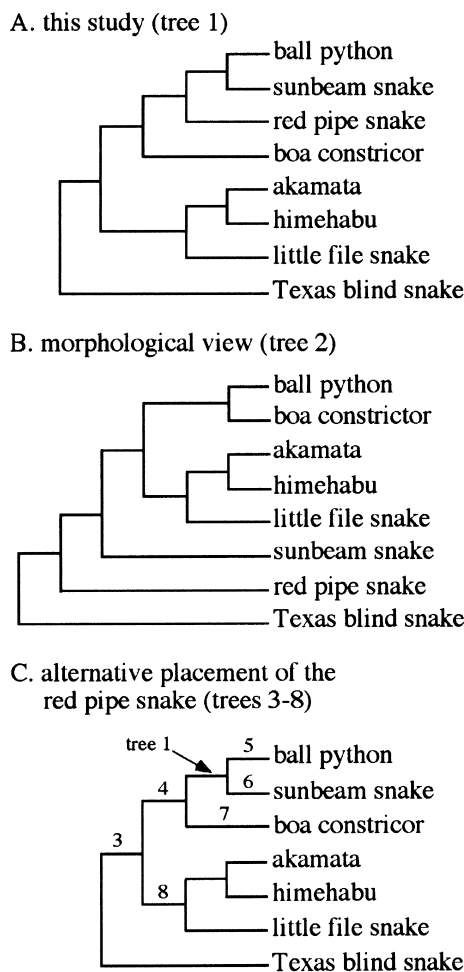 A. this study (tree 1)
ball python
sunbeam snake
red pipe snake
boa constricor
akamata
himehabu
little file snake
Texas blind snake
B. morphological view (tree 2)
ball python
boa constrictor
akamata
himehabu
little file snake
sunbeam snake
red pipe snake
Texas blind snake
C. alternative placement of the
red pipe snake (trees 3-8)
tree 1
5
ball python
4
6
sunbeam snake
7
boa constricor
3
akamata
8
himehabu
little file snake
Texas blind snake